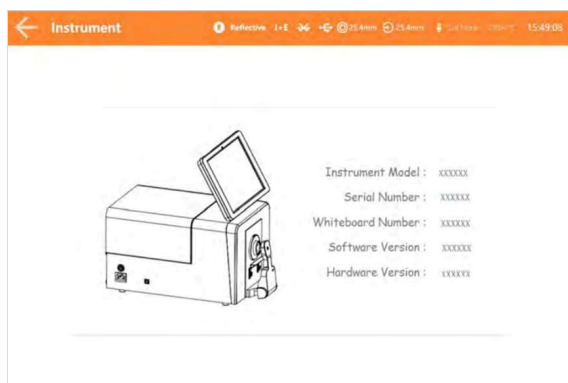 Instrument Reflective I+E 25.4mm 25.4mm 15:49:08
Instrument Model : xxxxxx
Serial Number : xxxxxx
Whiteboard Number : xxxxxx
Software Version : xxxxxx
Hardware Version : xxxxxx